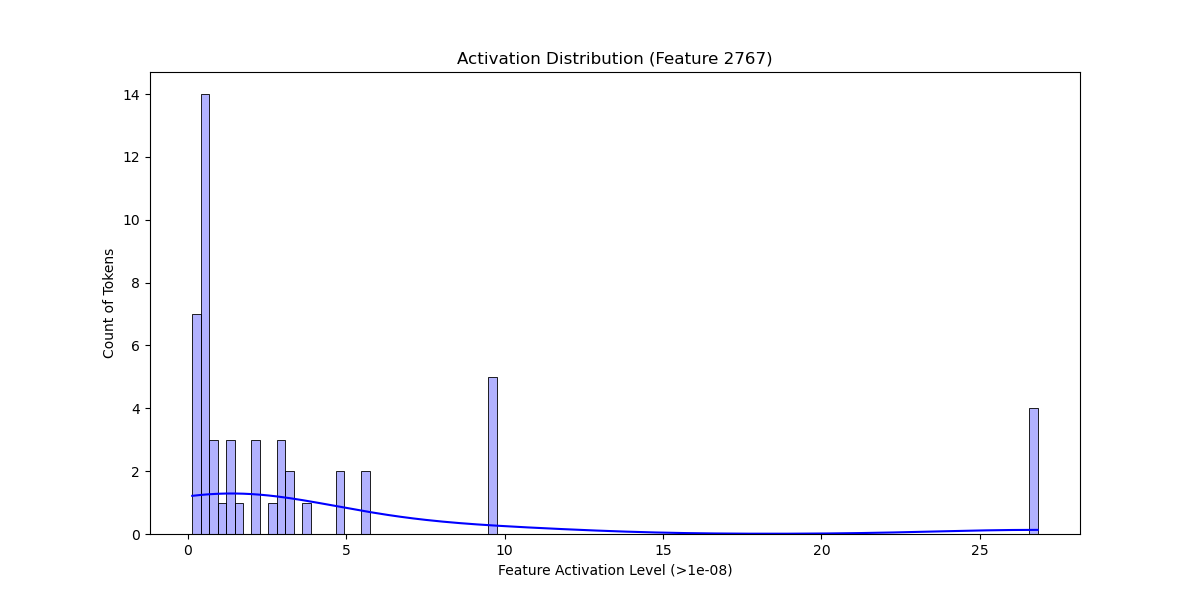 Activation Distribution (Feature 2767)
14
12
10
8
6
4
2
0
Count of Tokens
0 5 10 15 20 25
Feature Activation Level (>1e-08)